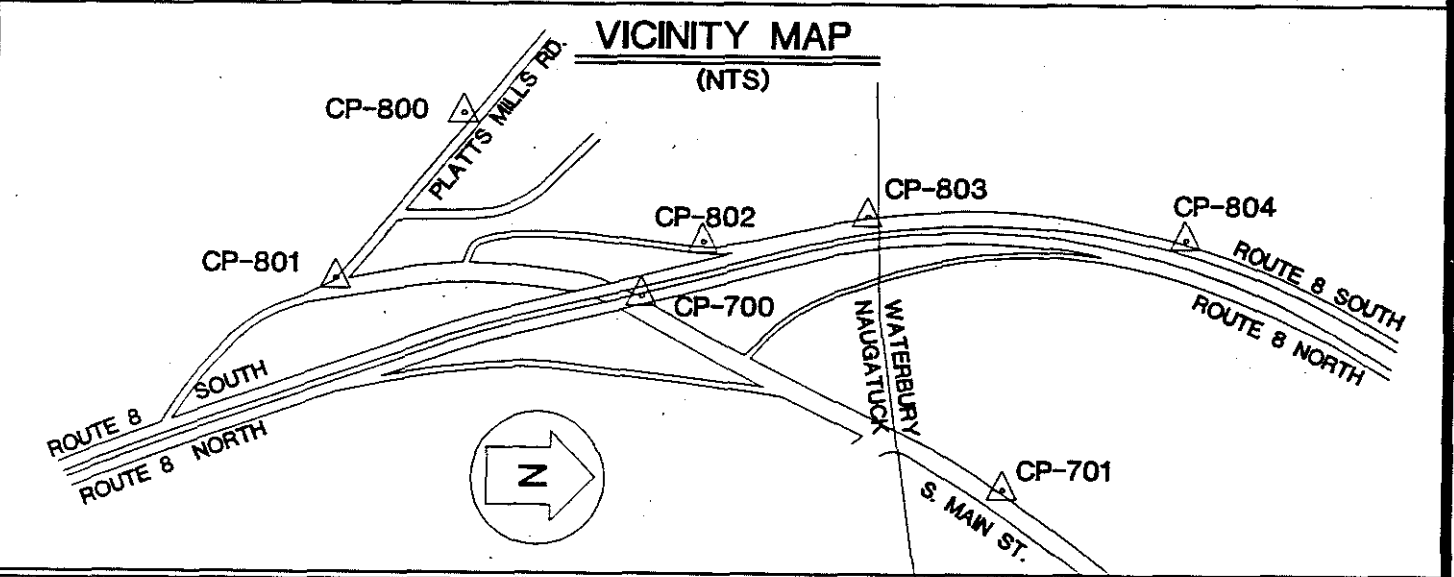 VICINITY MAP
(NTS)
CP-800
PLATTS MILLS RD.
CP-803
CP-802
CP-804
CP-801
ROUTE 8 SOUTH
CP-700
ROUTE 8 NORTH
WATERBURY
NAUGATUCK
SOUTH
ROUTE 8
ROUTE 8 NORTH
N
CP-701
S. MAIN ST.